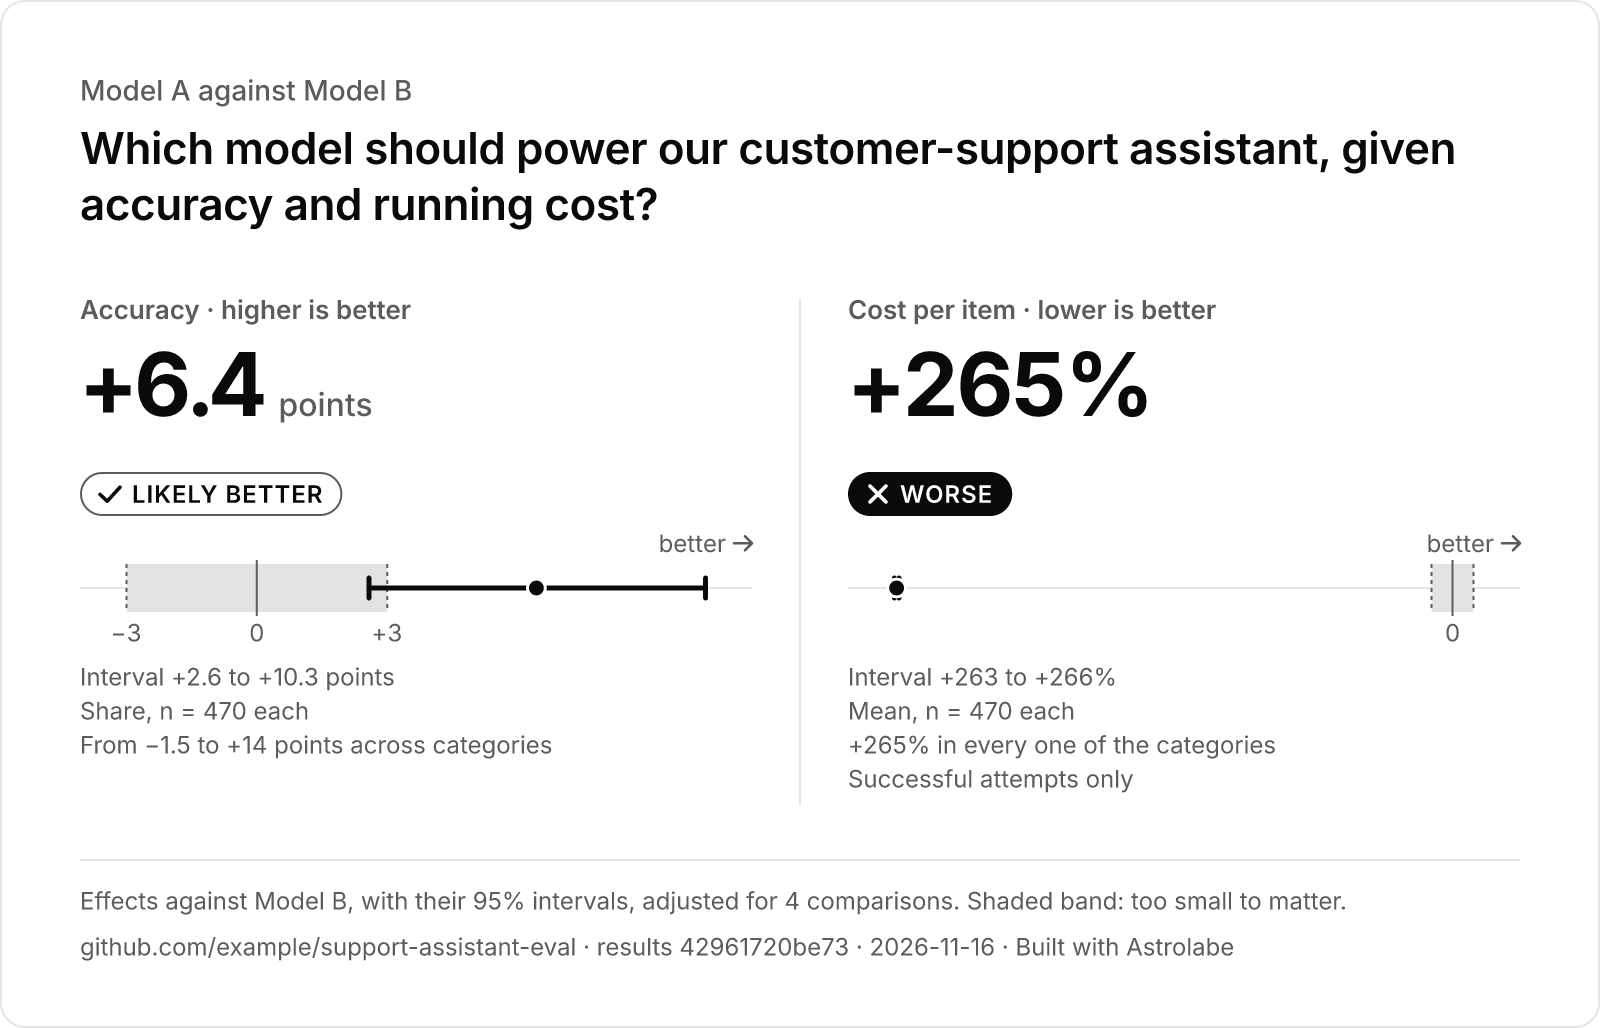 Model A against Model B
Which model should power our customer-support assistant, given
accuracy and running cost?
Accuracy · higher is better
+6.4 points
LIKELY BETTER
better →
−3 0 +3
Interval +2.6 to +10.3 points
Share, n = 470 each
From −1.5 to +14 points across categories
Cost per item · lower is better
+265%
WORSE
better →
0
Interval +263 to +266%
Mean, n = 470 each
+265% in every one of the categories
Successful attempts only
Effects against Model B, with their 95% intervals, adjusted for 4 comparisons. Shaded band: too small to matter.
github.com/example/support-assistant-eval · results 42961720be73 · 2026-11-16 · Built with Astrolabe